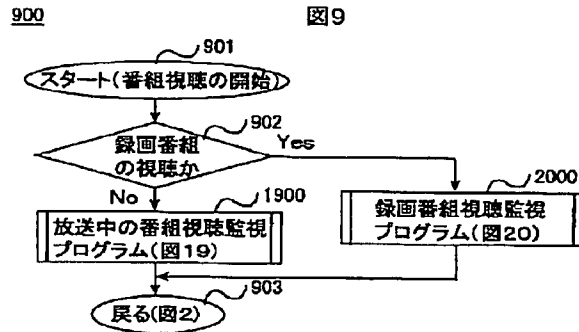 900
図9
901
スタート(番組視聴の開始)
902
録画番組
の視聴か
Yes
No
1900
放送中の番組視聴監視
プログラム(図19)
2000
録画番組視聴監視
プログラム(図20)
903
戻る(図2)